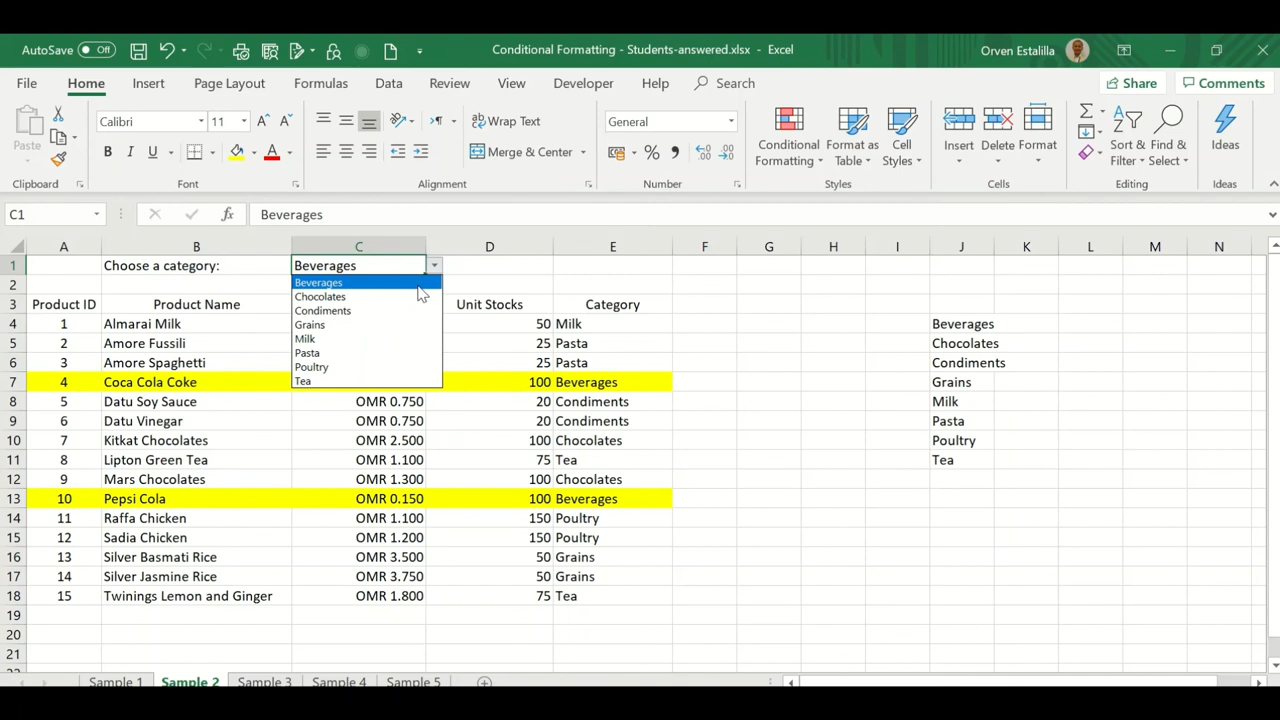 AutoSave Off Conditional Formatting - Students-answered.xlsx - Excel Orven Estalilla
File Home Insert Page Layout Formulas Data Review View Developer Help Search Share Comments
Paste Calibri 11 Wrap Text General Conditional Formatting Format as Table Cell Styles Insert Delete Format Sort & Filter Find & Select Ideas
B I U A Merge & Center % ,
Clipboard Font Alignment Number Styles Cells Editing Ideas
C1 fx Beverages
A B C D E F G H I J K L M N
1 Choose a category: Beverages
2 Beverages
Chocolates
Condiments
Grains
Milk
Pasta
Poultry
Tea
3 Product ID Product Name Unit Stocks Category
4 1 Almarai Milk 50 Milk Beverages
5 2 Amore Fussili 25 Pasta Chocolates
6 3 Amore Spaghetti 25 Pasta Condiments
7 4 Coca Cola Coke 100 Beverages Grains
8 5 Datu Soy Sauce OMR 0.750 20 Condiments Milk
9 6 Datu Vinegar OMR 0.750 20 Condiments Pasta
10 7 Kitkat Chocolates OMR 2.500 100 Chocolates Poultry
11 8 Lipton Green Tea OMR 1.100 75 Tea Tea
12 9 Mars Chocolates OMR 1.300 100 Chocolates
13 10 Pepsi Cola OMR 0.150 100 Beverages
14 11 Raffa Chicken OMR 1.100 150 Poultry
15 12 Sadia Chicken OMR 1.200 150 Poultry
16 13 Silver Basmati Rice OMR 3.500 50 Grains
17 14 Silver Jasmine Rice OMR 3.750 50 Grains
18 15 Twinings Lemon and Ginger OMR 1.800 75 Tea
19
20
21
Sample 1 Sample 2 Sample 3 Sample 4 Sample 5